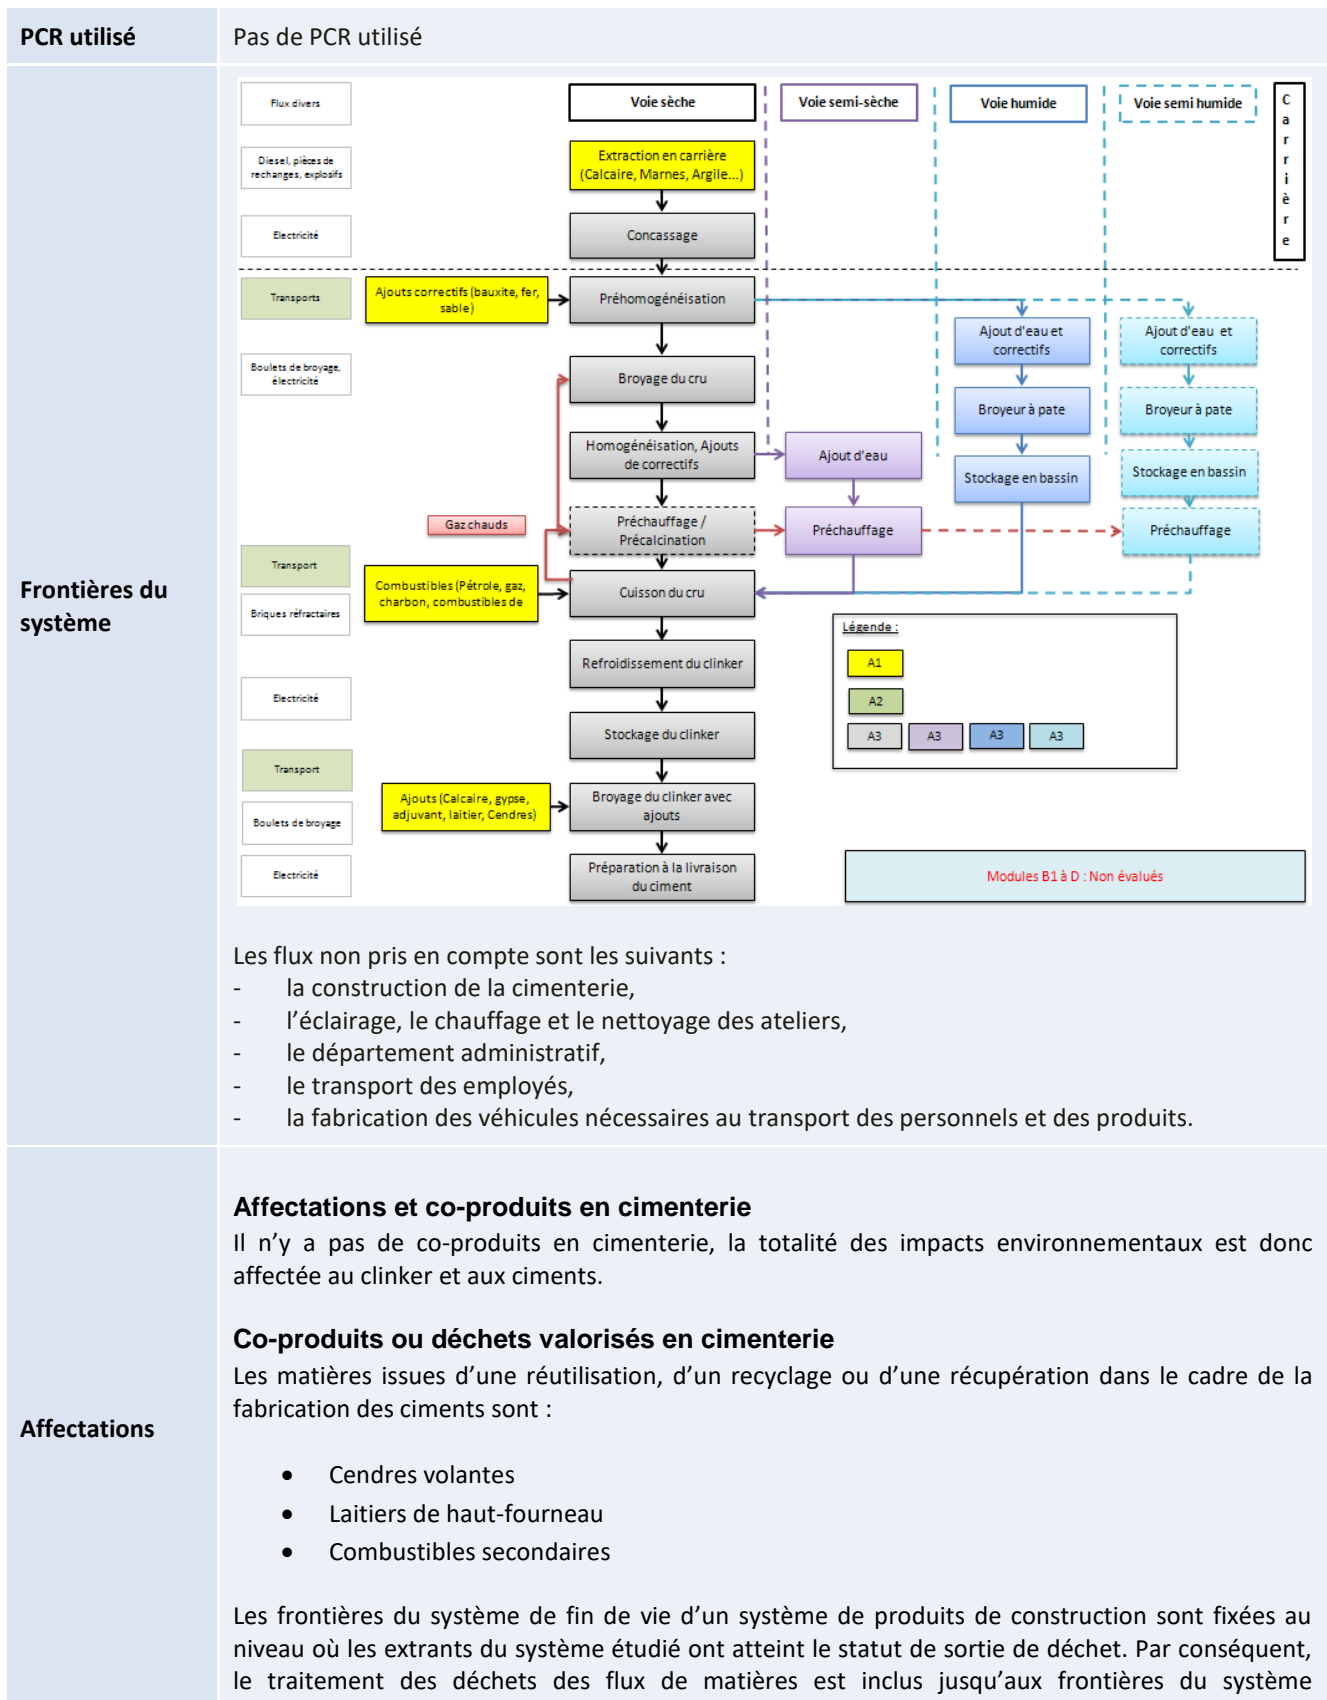 PCR utilisé
Pas de PCR utilisé
Frontières du
système
Flux divers
Voie sèche
Voie semi-sèche
Voie humide
Voie semi humide
Carrière
Diesel, pièces de
rechanges, explosifs
Extraction en carrière
(Calcaire, Marnes, Argile...)
Electricité
Concassage
Transports
Ajouts correctifs (bauxite, fer,
sable)
Préhomogénéisation
Ajout d'eau et
correctifs
Ajout d'eau et
correctifs
Boulets de broyage,
électricité
Broyage du cru
Broyeur à pate
Broyeur à pate
Homogénéisation, Ajouts
de correctifs
Ajout d'eau
Stockage en bassin
Stockage en bassin
Gaz chauds
Préchauffage /
Précalcination
Préchauffage
Préchauffage
Transport
Combustibles (Pétrole, gaz,
charbon, combustibles de
Cuisson du cru
Briques réfractaires
Légende :
A1
A2
A3
A3
A3
A3
Refroidissement du clinker
Electricité
Stockage du clinker
Transport
Ajouts (Calcaire, gypse,
adjuvant, laitier, Cendres)
Broyage du clinker avec
ajouts
Boulets de broyage
Electricité
Préparation à la livraison
du ciment
Modules B1 à D : Non évalués
Les flux non pris en compte sont les suivants :
- la construction de la cimenterie,
- l’éclairage, le chauffage et le nettoyage des ateliers,
- le département administratif,
- le transport des employés,
- la fabrication des véhicules nécessaires au transport des personnels et des produits.
Affectations
Affectations et co-produits en cimenterie
Il n’y a pas de co-produits en cimenterie, la totalité des impacts environnementaux est donc
affectée au clinker et aux ciments.
Co-produits ou déchets valorisés en cimenterie
Les matières issues d’une réutilisation, d’un recyclage ou d’une récupération dans le cadre de la
fabrication des ciments sont :
• Cendres volantes
• Laitiers de haut-fourneau
• Combustibles secondaires
Les frontières du système de fin de vie d’un système de produits de construction sont fixées au
niveau où les extrants du système étudié ont atteint le statut de sortie de déchet. Par conséquent,
le traitement des déchets des flux de matières est inclus jusqu’aux frontières du système